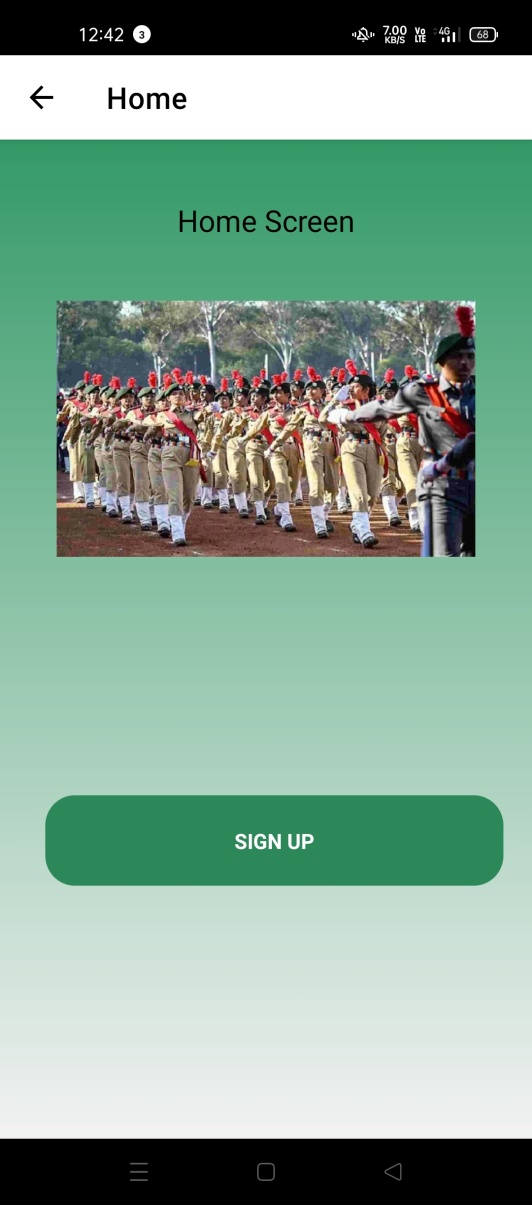 12:42 3 7.00 KB/S Vo LTE 4G 68
Home
Home Screen
SIGN UP